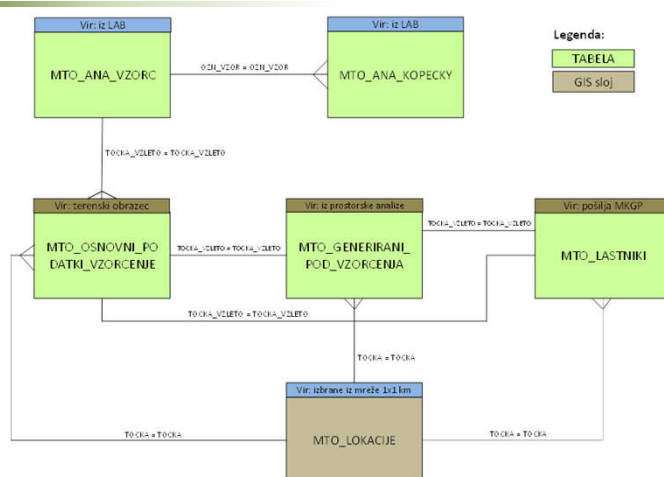 Vir: iz LAB
Vir: iz LAB
Legenda:
MTO_ANA_VZORC
OZN_VZOR = OZN_VZOR
MTO_ANA_KOPECKY
TABELA
GIS sloj
TOCKA_VZLETO = TOCKA_VZLETO
Vir: terenski obrazec
Vir: iz prostorske analize
Vir: pošilja MKGP
MTO_OSNOVNI_PO
DATKI_VZORCENJE
TOCKA_VZLETO = TOCKA_VZLETO
MTO_GENERIRANI_
POD_VZORCENJA
TOCKA_VZLETO = TOCKA_VZLETO
MTO_LASTNIKI
TOCKA_VZLETO = TOCKA_VZLETO
TOCKA = TOCKA
Vir: izbrane iz mreže 1x1 km
TOCKA = TOCKA
MTO_LOKACIJE
TOCKA = TOCKA